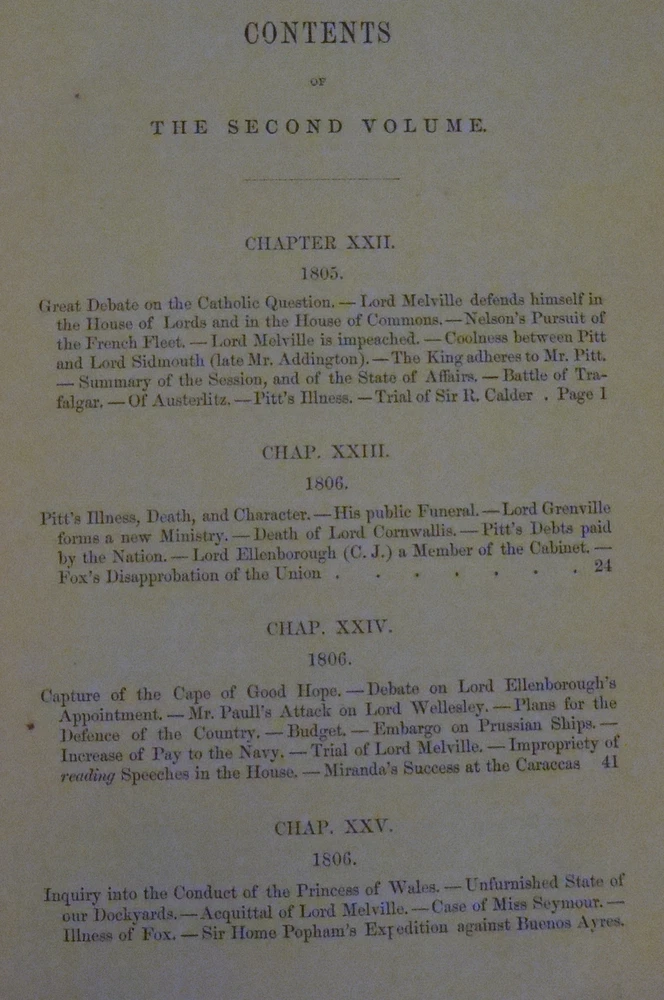 CONTENTS
OF
THE SECOND VOLUME.
CHAPTER XXII.
1805.
Great Debate on the Catholic Question. — Lord Melville defends himself in
the House of Lords and in the House of Commons. — Nelson's Pursuit of
the French Fleet. — Lord Melville is impeached. — Coolness between Pitt
and Lord Sidmouth (late Mr. Addington). — The King adheres to Mr. Pitt.
— Summary of the Session, and of the State of Affairs. — Battle of Tra-
falgar. — Of Austerlitz. — Pitt's Illness. — Trial of Sir R. Calder . Page 1
CHAP. XXIII.
1806.
Pitt's Illness, Death, and Character. — His public Funeral. — Lord Grenville
forms a new Ministry. — Death of Lord Cornwallis. — Pitt's Debts paid
by the Nation. — Lord Ellenborough (C. J.) a Member of the Cabinet. —
Fox's Disapprobation of the Union . . . . . . . 24
CHAP. XXIV.
1806.
Capture of the Cape of Good Hope. — Debate on Lord Ellenborough's
Appointment. — Mr. Paull's Attack on Lord Wellesley. — Plans for the
Defence of the Country. — Budget. — Embargo on Prussian Ships. —
Increase of Pay to the Navy. — Trial of Lord Melville. — Impropriety of
reading Speeches in the House. — Miranda's Success at the Caraccas 41
CHAP. XXV.
1806.
Inquiry into the Conduct of the Princess of Wales. — Unfurnished State of
our Dockyards. — Acquittal of Lord Melville. — Case of Miss Seymour. —
Illness of Fox. — Sir Home Popham's Expedition against Buenos Ayres.